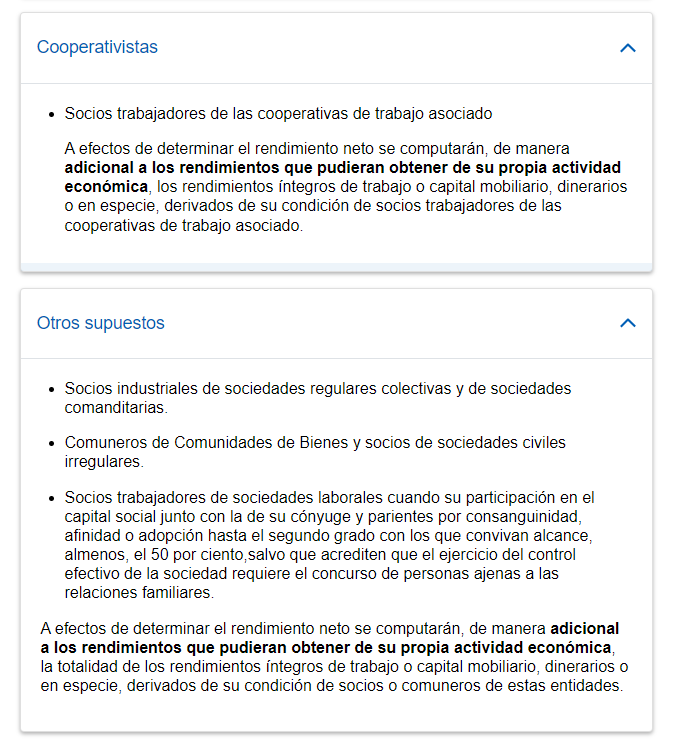 Cooperativistas
Socios trabajadores de las cooperativas de trabajo asociado
A efectos de determinar el rendimiento neto se computarán, de manera
adicional a los rendimientos que pudieran obtener de su propia actividad
económica, los rendimientos íntegros de trabajo o capital mobiliario, dinerarios
o en especie, derivados de su condición de socios trabajadores de las
cooperativas de trabajo asociado.
Otros supuestos
Socios industriales de sociedades regulares colectivas y de sociedades
comanditarias.
Comuneros de Comunidades de Bienes y socios de sociedades civiles
irregulares.
Socios trabajadores de sociedades laborales cuando su participación en el
capital social junto con la de su cónyuge y parientes por consanguinidad,
afinidad o adopción hasta el segundo grado con los que convivan alcance,
almenos, el 50 por ciento,salvo que acrediten que el ejercicio del control
efectivo de la sociedad requiere el concurso de personas ajenas a las
relaciones familiares.
A efectos de determinar el rendimiento neto se computarán, de manera adicional
a los rendimientos que pudieran obtener de su propia actividad económica,
la totalidad de los rendimientos íntegros de trabajo o capital mobiliario, dinerarios o
en especie, derivados de su condición de socios o comuneros de estas entidades.